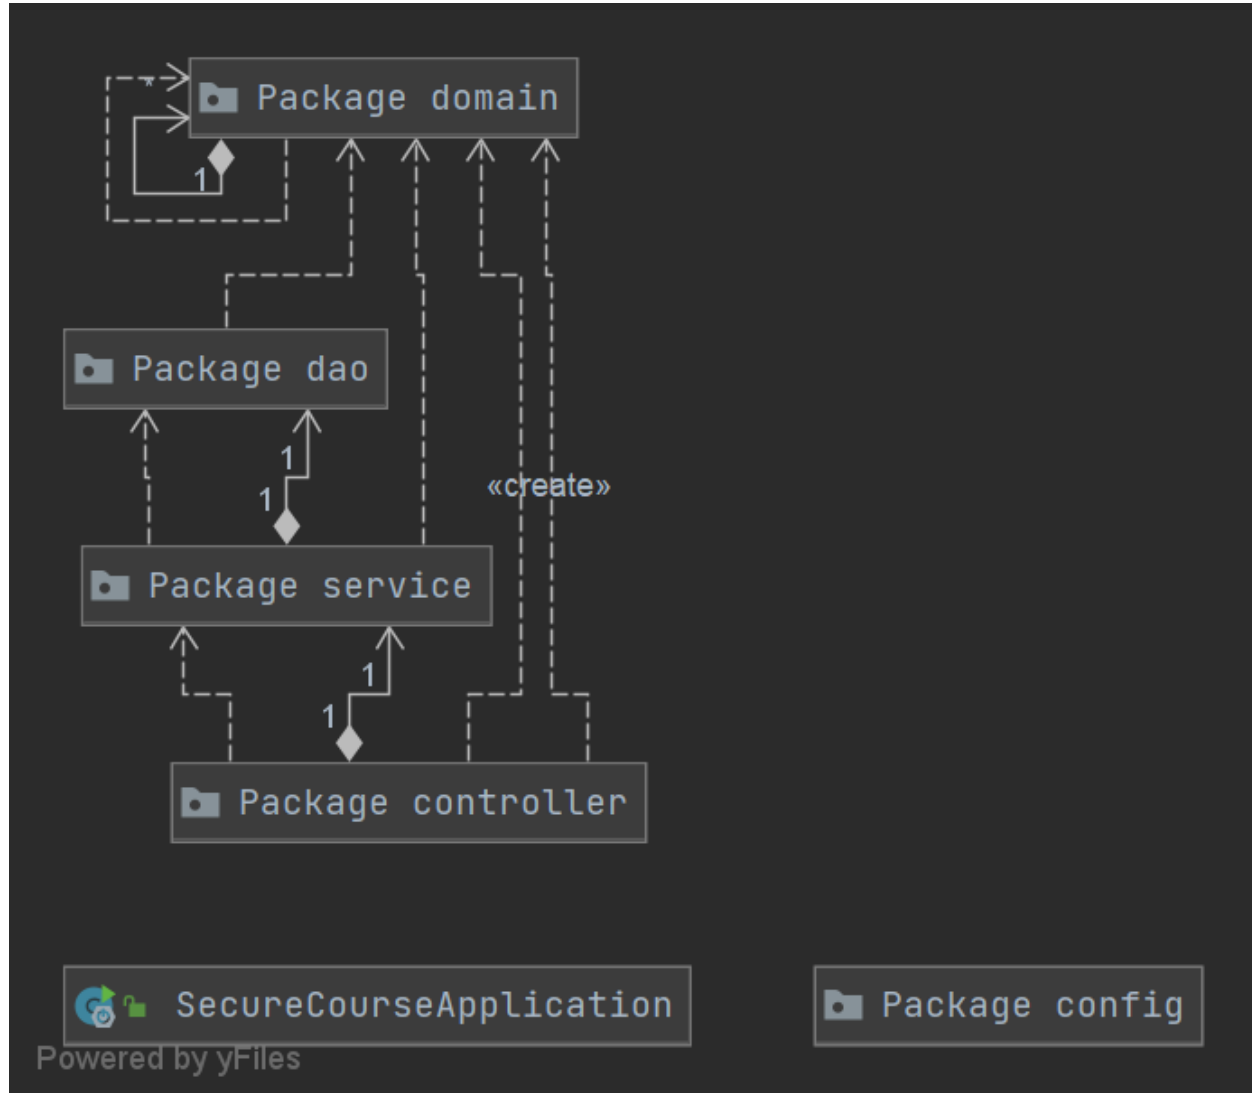 *
Package domain
1
Package dao
1
1
«create»
Package service
1
1
Package controller
SecureCourseApplication
Package config
Powered by yFiles